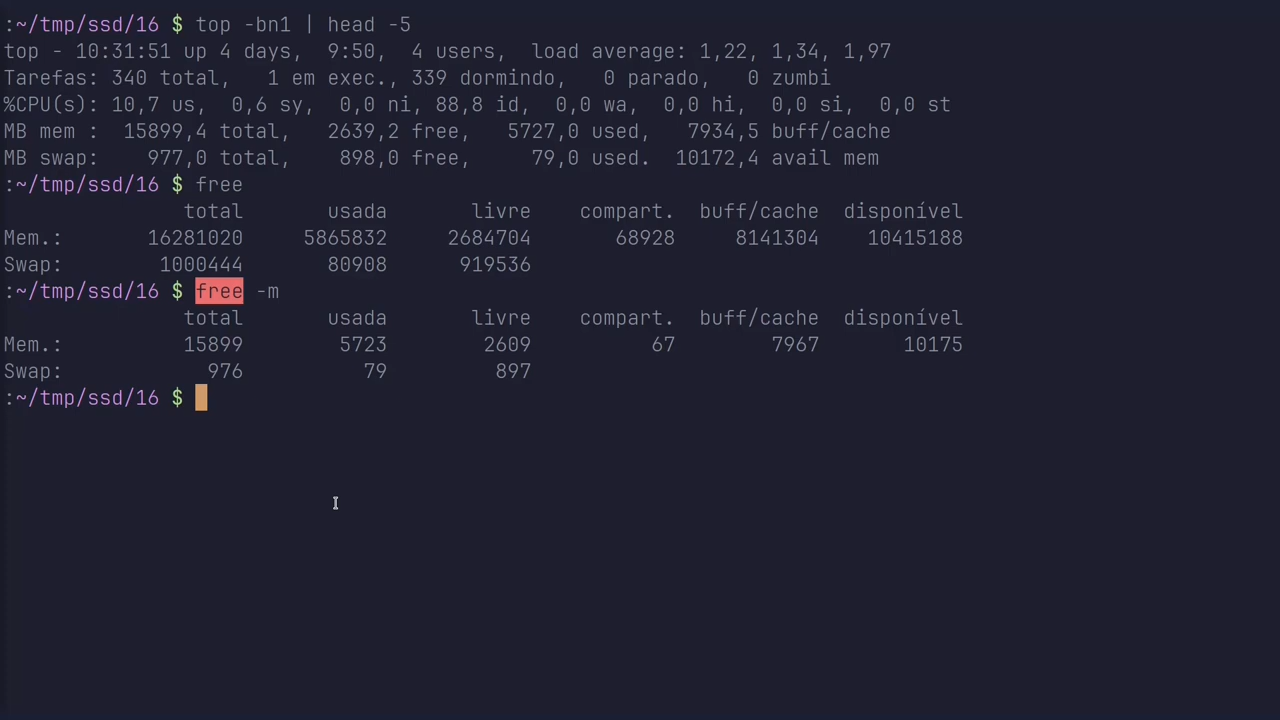 :~/tmp/ssd/16 $ top -bn1 | head -5
top - 10:31:51 up 4 days,  9:50,  4 users,  load average: 1,22, 1,34, 1,97
Tarefas: 340 total,   1 em exec., 339 dormindo,   0 parado,   0 zumbi
%CPU(s): 10,7 us,  0,6 sy,  0,0 ni, 88,8 id,  0,0 wa,  0,0 hi,  0,0 si,  0,0 st
MB mem :  15899,4 total,   2639,2 free,   5727,0 used,   7934,5 buff/cache
MB swap:    977,0 total,    898,0 free,     79,0 used.  10172,4 avail mem
:~/tmp/ssd/16 $ free
               total       usada       livre    compart.  buff/cache  disponível
Mem.:       16281020     5865832     2684704       68928     8141304    10415188
Swap:        1000444       80908      919536
:~/tmp/ssd/16 $ free -m
               total       usada       livre    compart.  buff/cache  disponível
Mem.:          15899        5723        2609          67        7967       10175
Swap:            976          79         897
:~/tmp/ssd/16 $